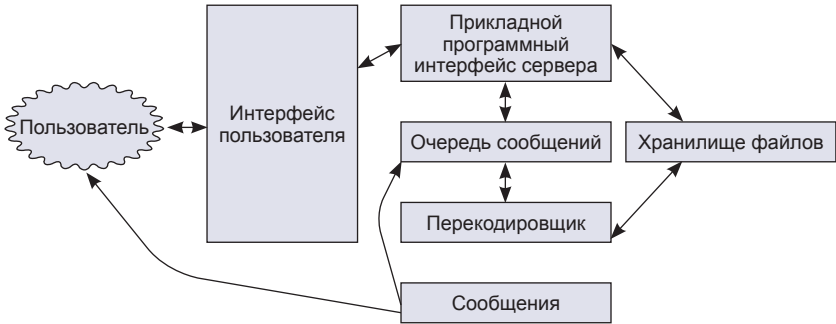 Пользователь
Интерфейс
пользователя
Прикладной
программный
интерфейс сервера
Очередь сообщений
Хранилище файлов
Перекодировщик
Сообщения